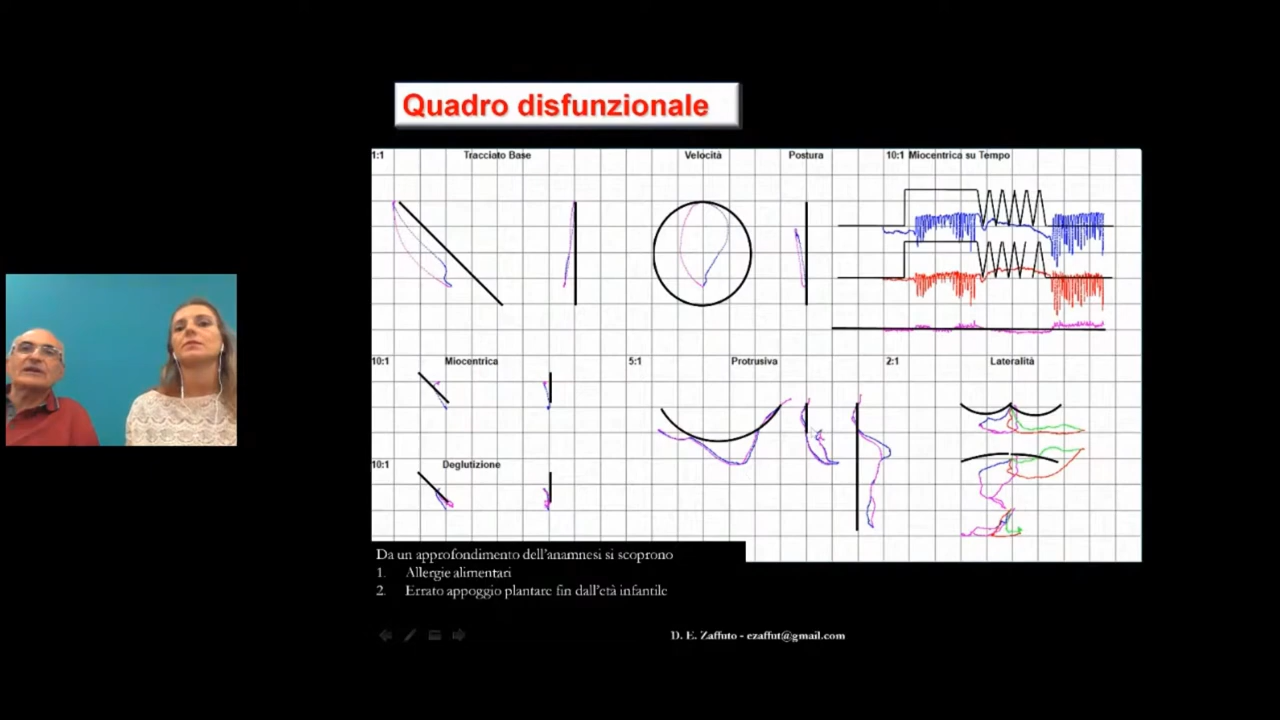 Quadro disfunzionale
1:1 Tracciato Base Velocità Postura 10:1 Miocentrica su Tempo
10:1 Miocentrica 5:1 Protrusiva 2:1 Lateralità
10:1 Deglutizione
Da un approfondimento dell'anamnesi si scoprono
1. Allergie alimentari
2. Errato appoggio plantare fin dall'età infantile
D. E. Zaffuto - ezaffut@gmail.com